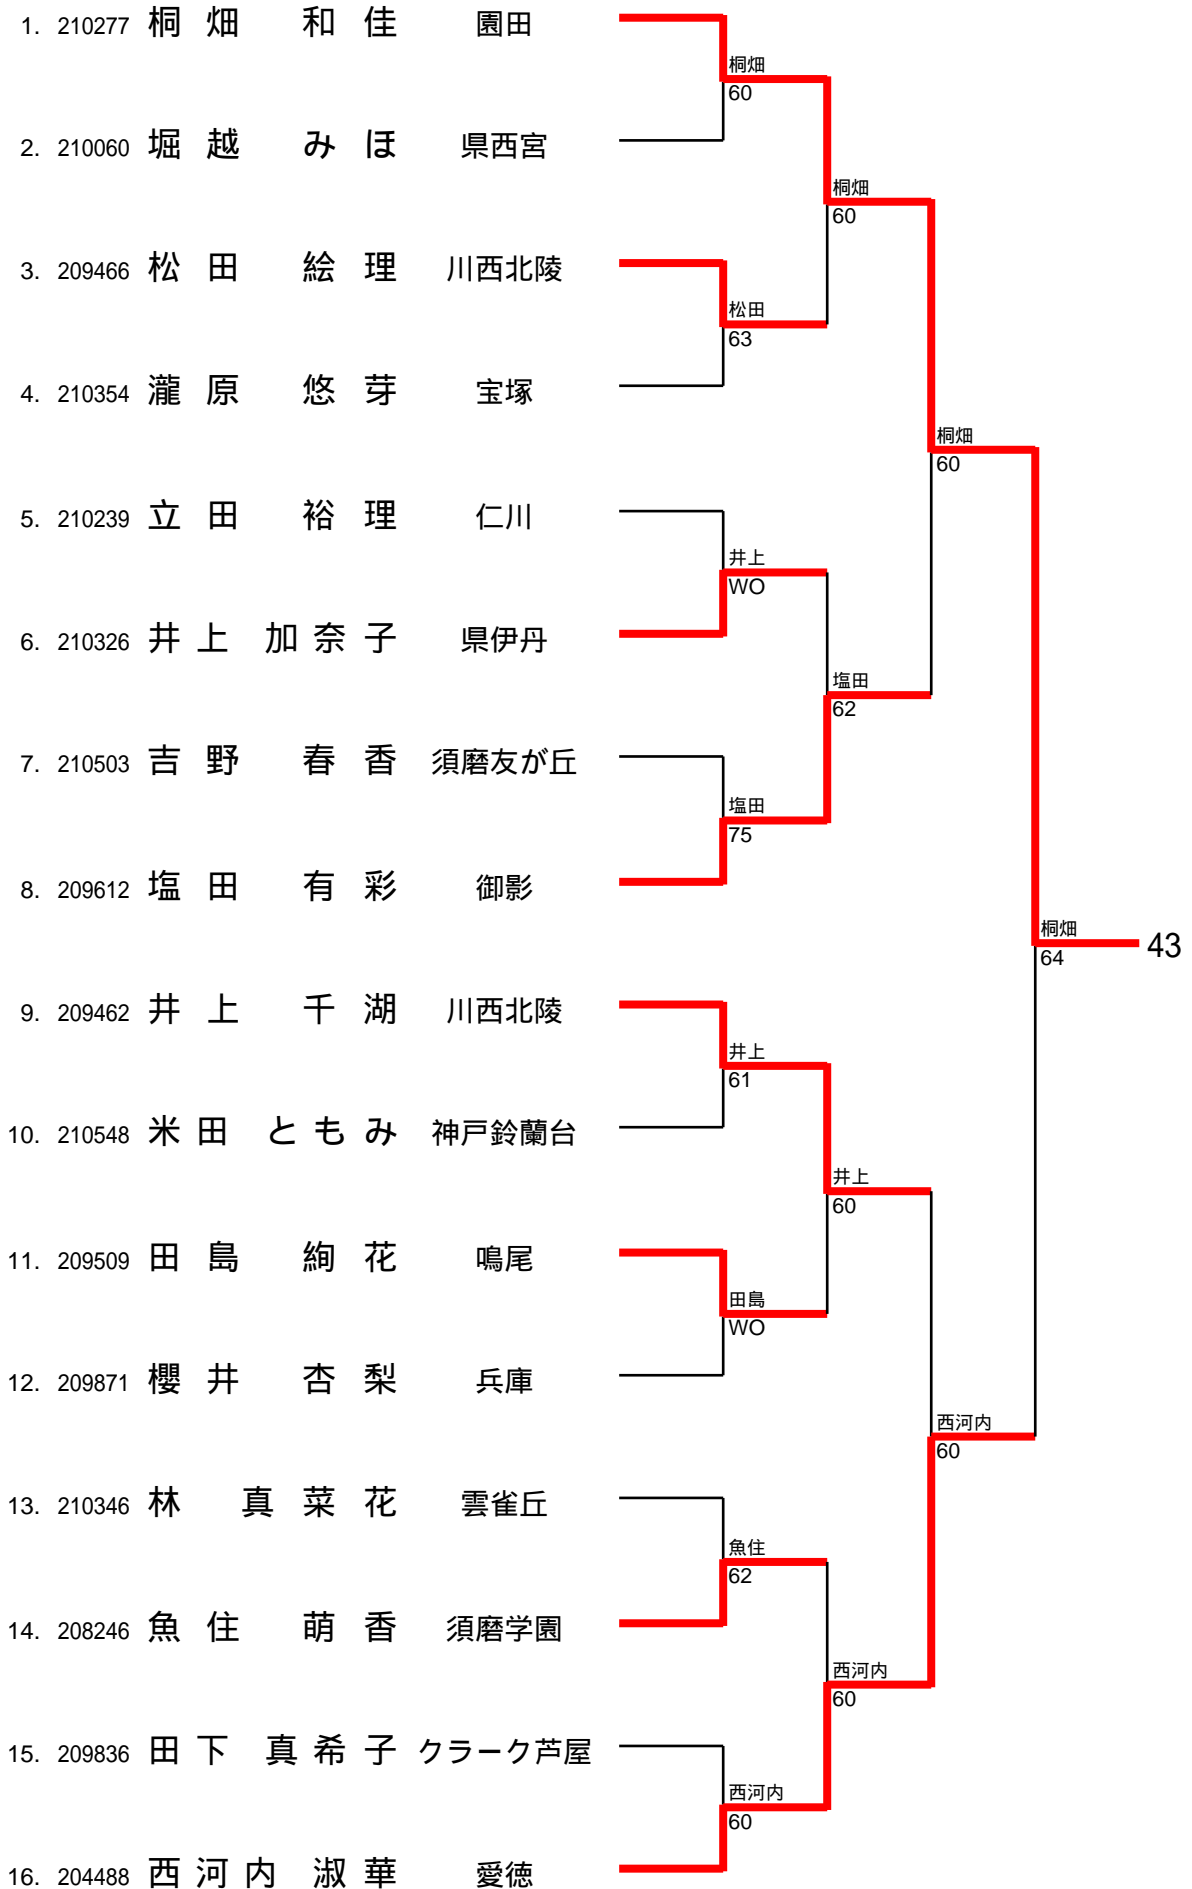 1. 210277 桐畑 和佳 園田
桐畑
60
2. 210060 堀越 みほ 県西宮
桐畑
60
3. 209466 松田 絵理 川西北陵
松田
63
4. 210354 瀧原 悠芽 宝塚
桐畑
60
5. 210239 立田 裕理 仁川
井上
WO
6. 210326 井上 加奈子 県伊丹
塩田
62
7. 210503 吉野 春香 須磨友が丘
塩田
75
8. 209612 塩田 有彩 御影
桐畑
64
43
9. 209462 井上 千湖 川西北陵
井上
61
10. 210548 米田 ともみ 神戸鈴蘭台
井上
60
11. 209509 田島 絢花 鳴尾
田島
WO
12. 209871 櫻井 杏梨 兵庫
西河内
60
13. 210346 林 真菜花 雲雀丘
魚住
62
14. 208246 魚住 萌香 須磨学園
西河内
60
15. 209836 田下 真希子 クラーク芦屋
西河内
60
16. 204488 西河内 淑華 愛徳